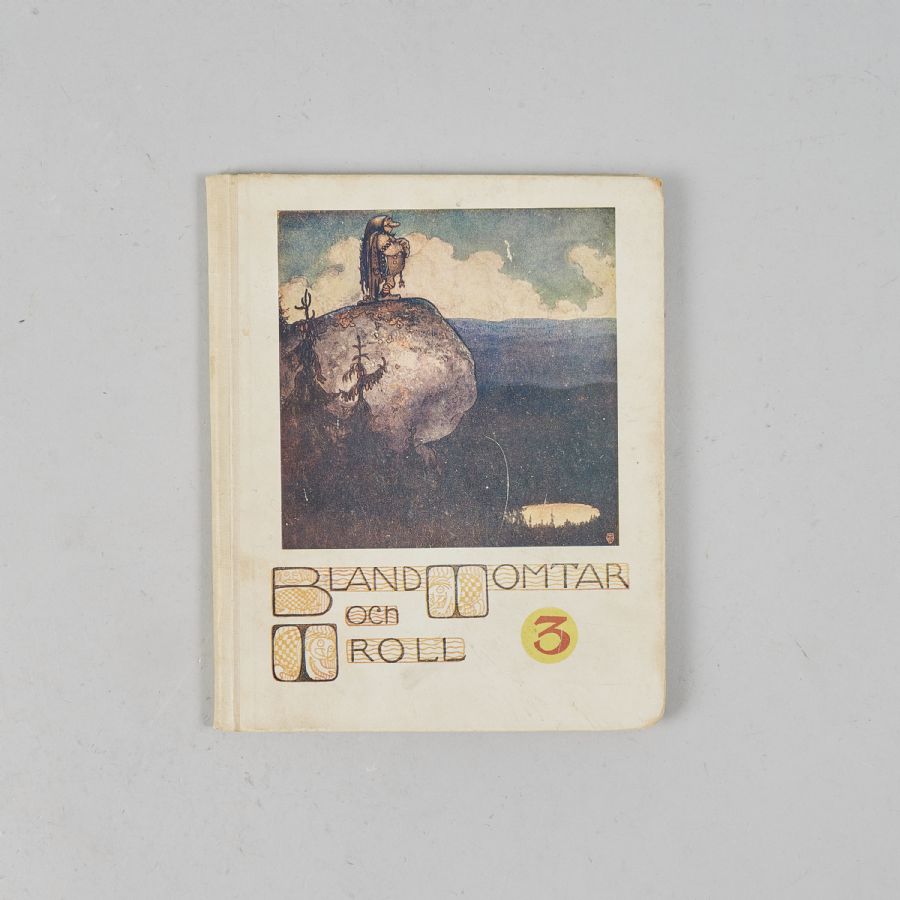 BLAND TOMTAR
och
TROLL 3